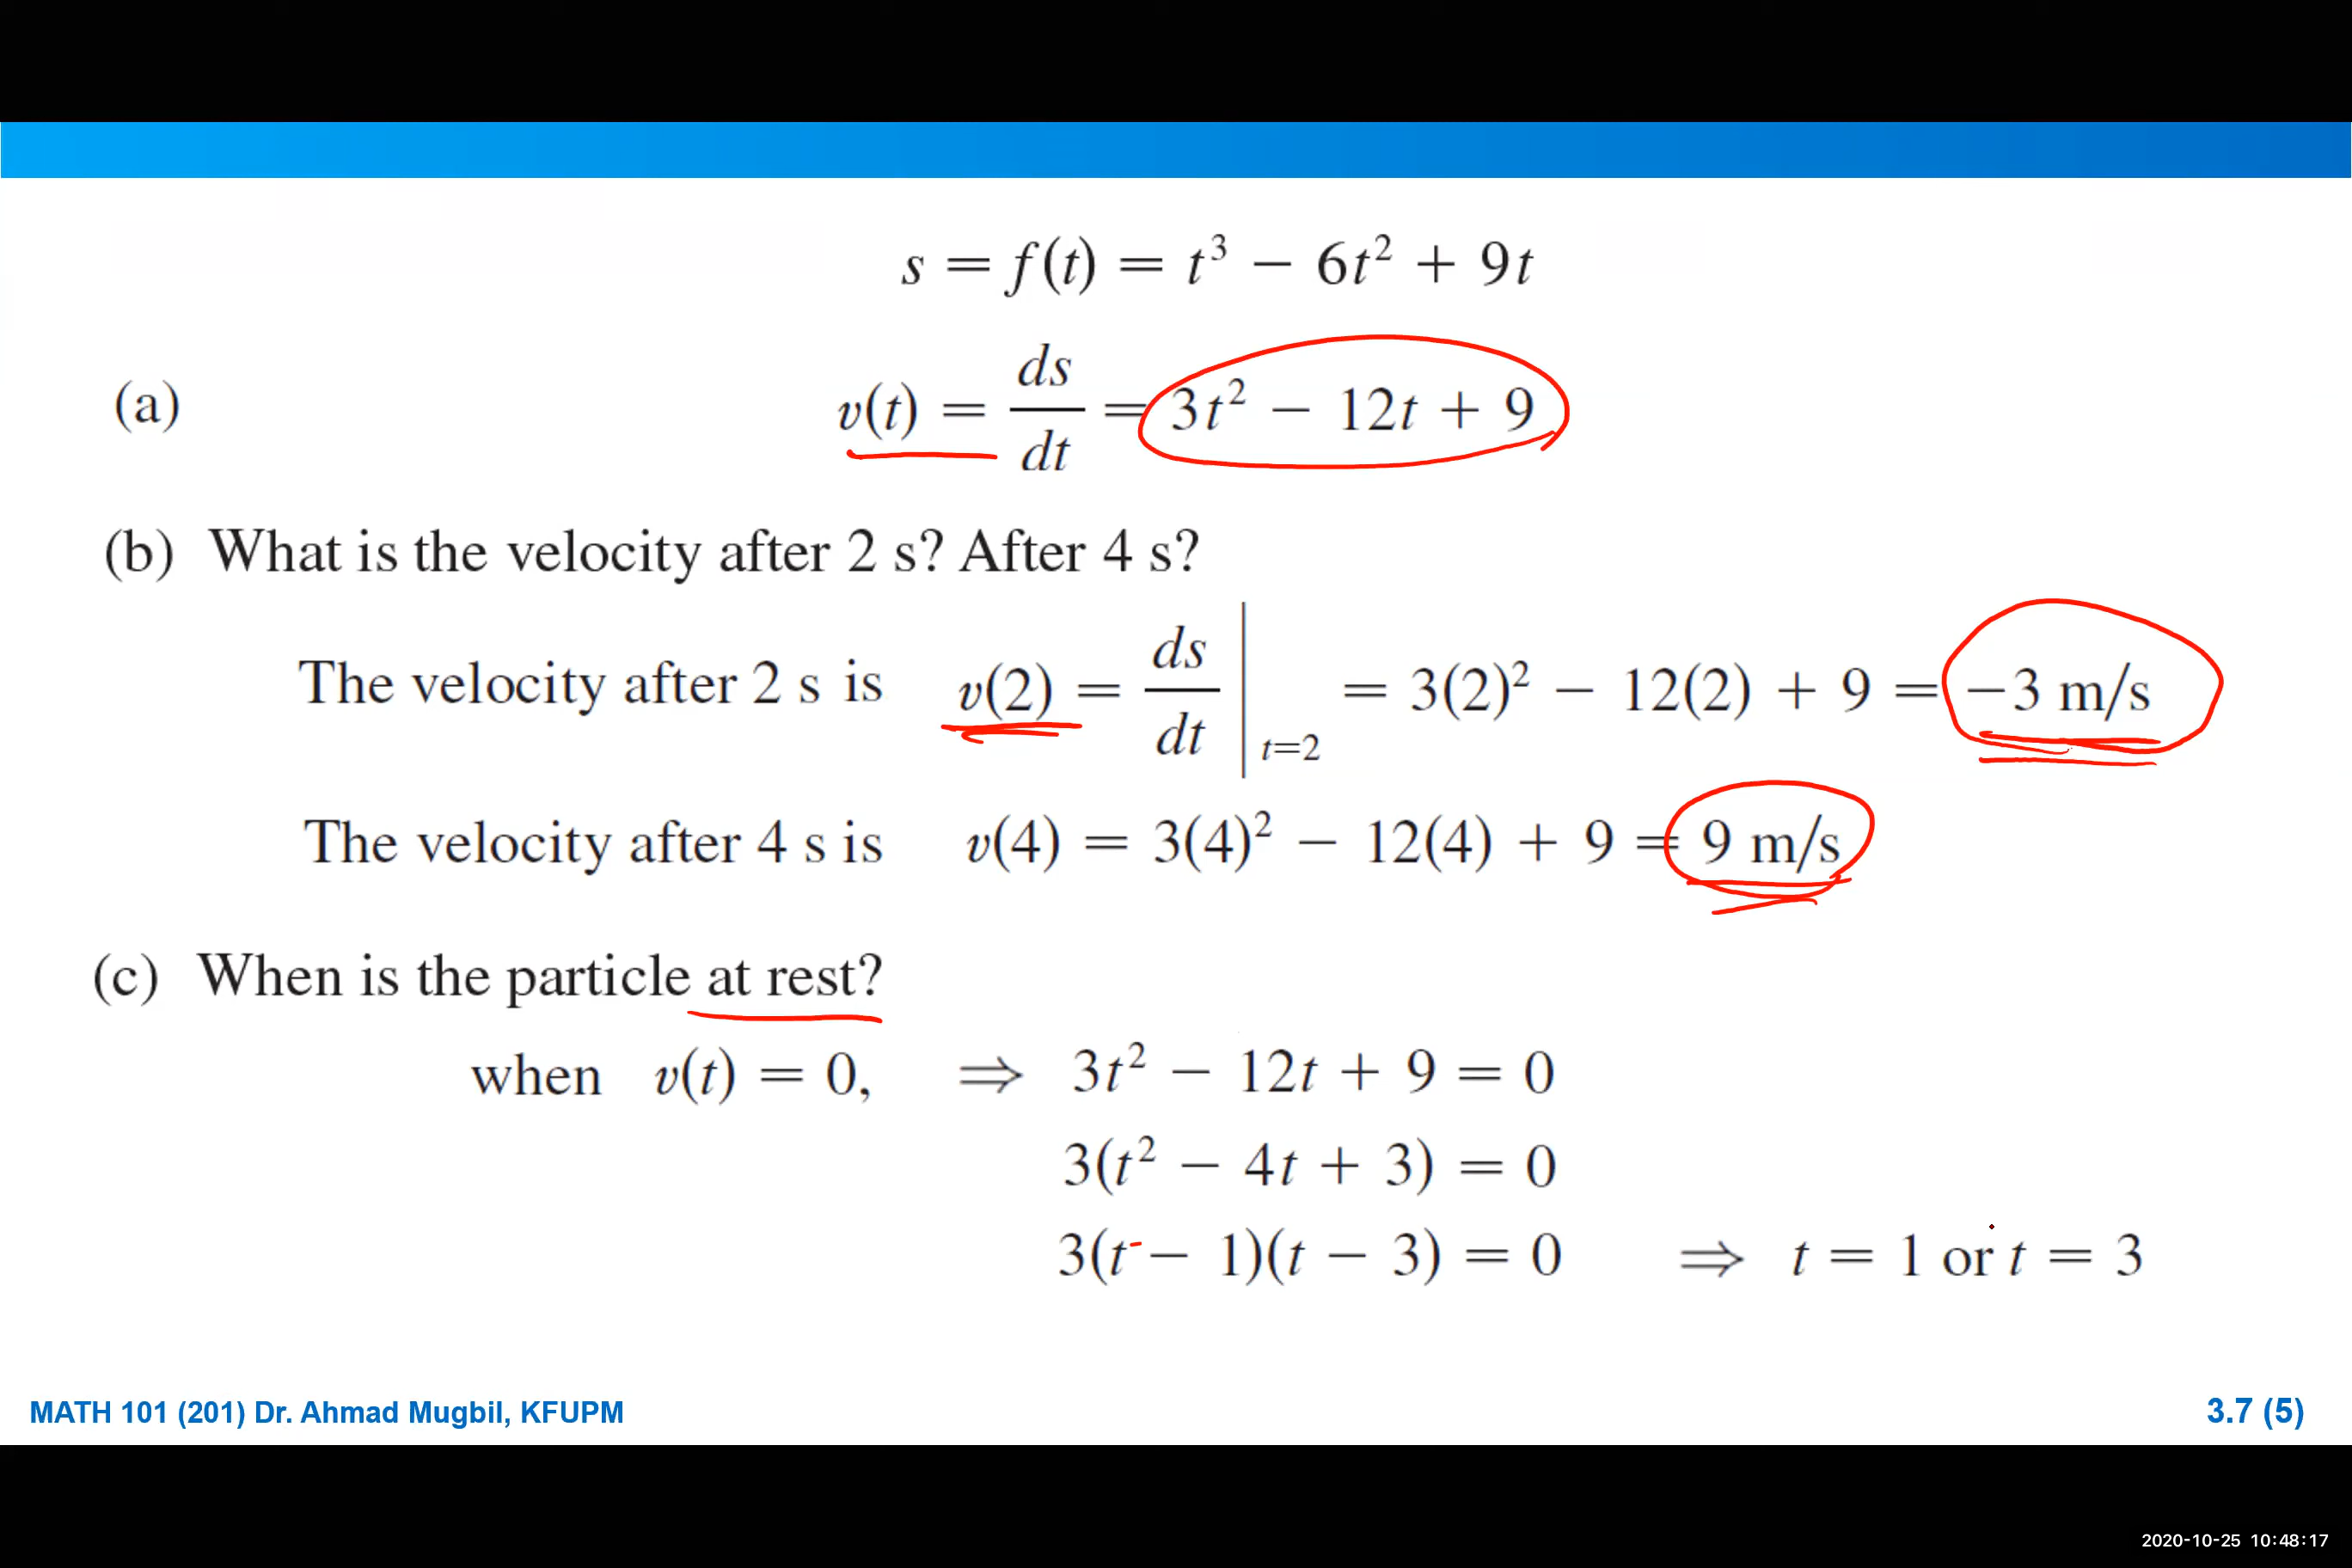 s = f(t) = t³ − 6t² + 9t
(a) v(t) = ds/dt = 3t² − 12t + 9
(b) What is the velocity after 2 s? After 4 s?
The velocity after 2 s is v(2) = ds/dt |t=2 = 3(2)² − 12(2) + 9 = −3 m/s
The velocity after 4 s is v(4) = 3(4)² − 12(4) + 9 = 9 m/s
(c) When is the particle at rest?
when v(t) = 0, ⇒ 3t² − 12t + 9 = 0
3(t² − 4t + 3) = 0
3(t − 1)(t − 3) = 0 ⇒ t = 1 or t = 3
MATH 101 (201) Dr. Ahmad Mugbil, KFUPM 3.7 (5)
2020-10-25 10:48:17